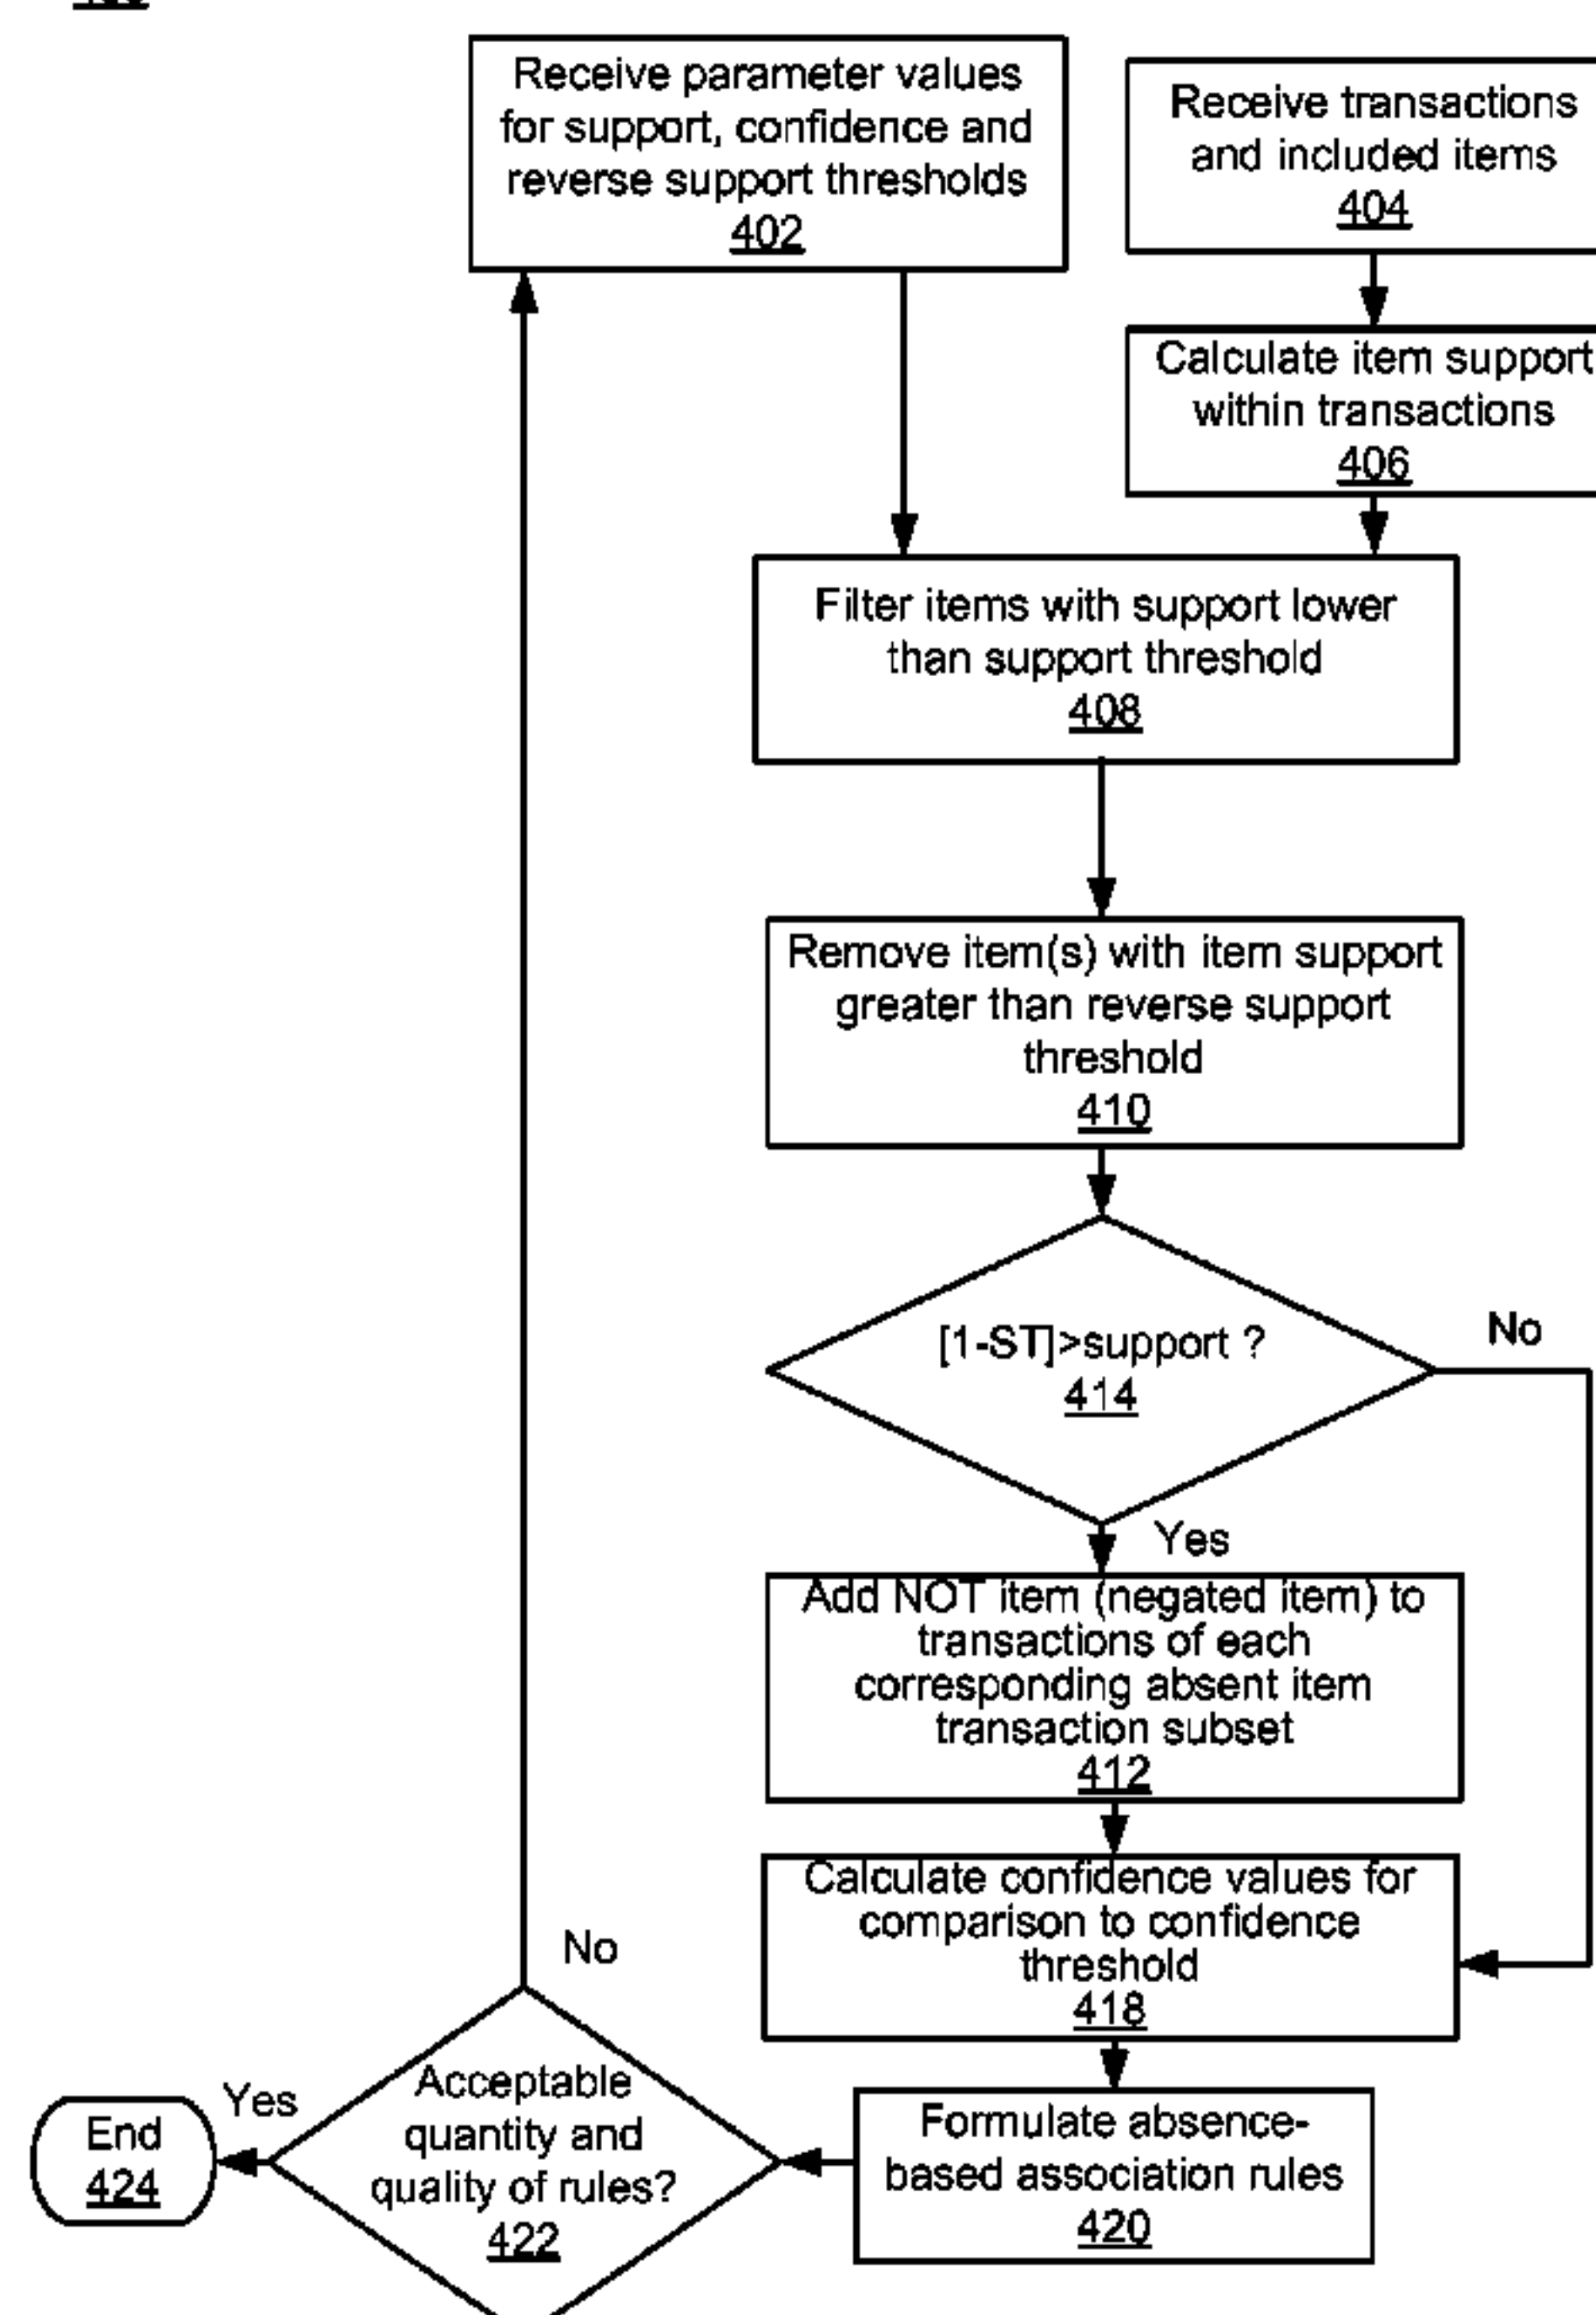 Receive parameter values
for support, confidence and
reverse support thresholds
402
Receive transactions
and included items
404
Calculate item support
within transactions
406
Filter items with support lower
than support threshold
408
Remove item(s) with item support
greater than reverse support
threshold
410
[1-ST]>support ?
414
No
Yes
Add NOT item (negated item) to
transactions of each
corresponding absent item
transaction subset
412
Calculate confidence values for
comparison to confidence
threshold
418
Formulate absence-
based association rules
420
No
Acceptable
quantity and
quality of rules?
422
Yes
End
424